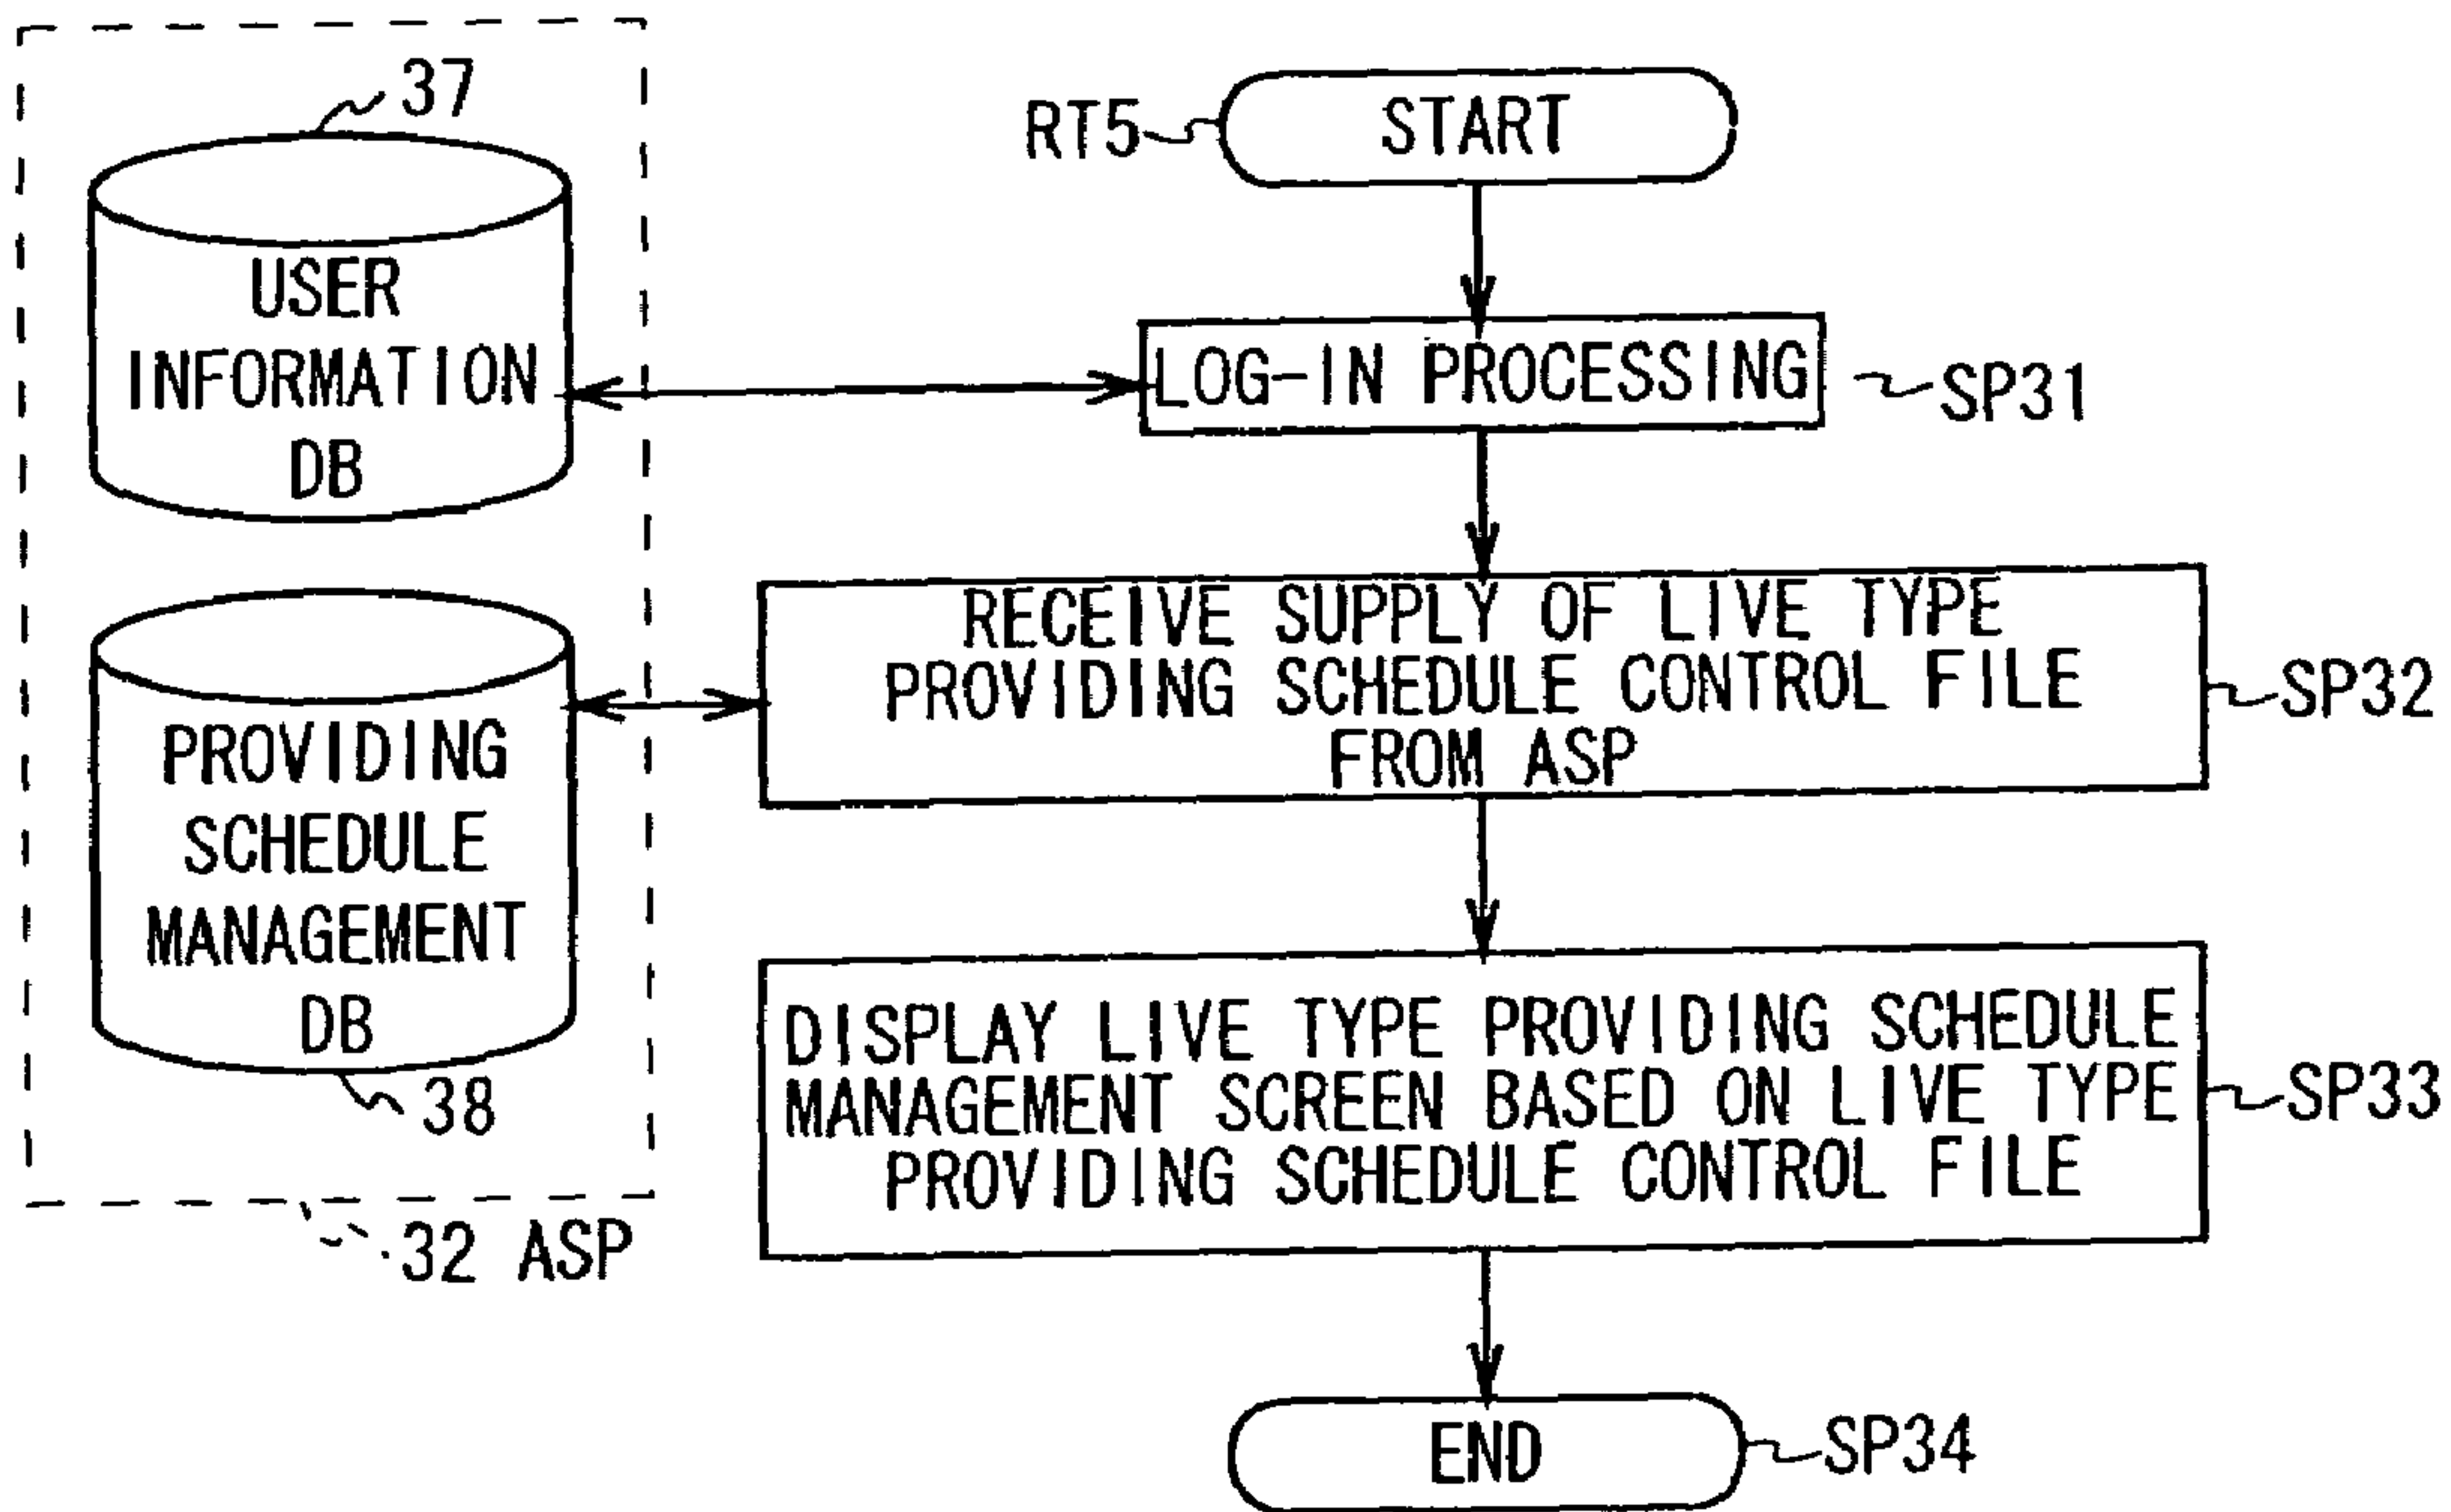 37
USER
INFORMATION
DB
PROVIDING
SCHEDULE
MANAGEMENT
DB
38
32 ASP
RT5
START
LOG-IN PROCESSING
SP31
RECEIVE SUPPLY OF LIVE TYPE
PROVIDING SCHEDULE CONTROL FILE
FROM ASP
SP32
DISPLAY LIVE TYPE PROVIDING SCHEDULE
MANAGEMENT SCREEN BASED ON LIVE TYPE
PROVIDING SCHEDULE CONTROL FILE
SP33
END
SP34